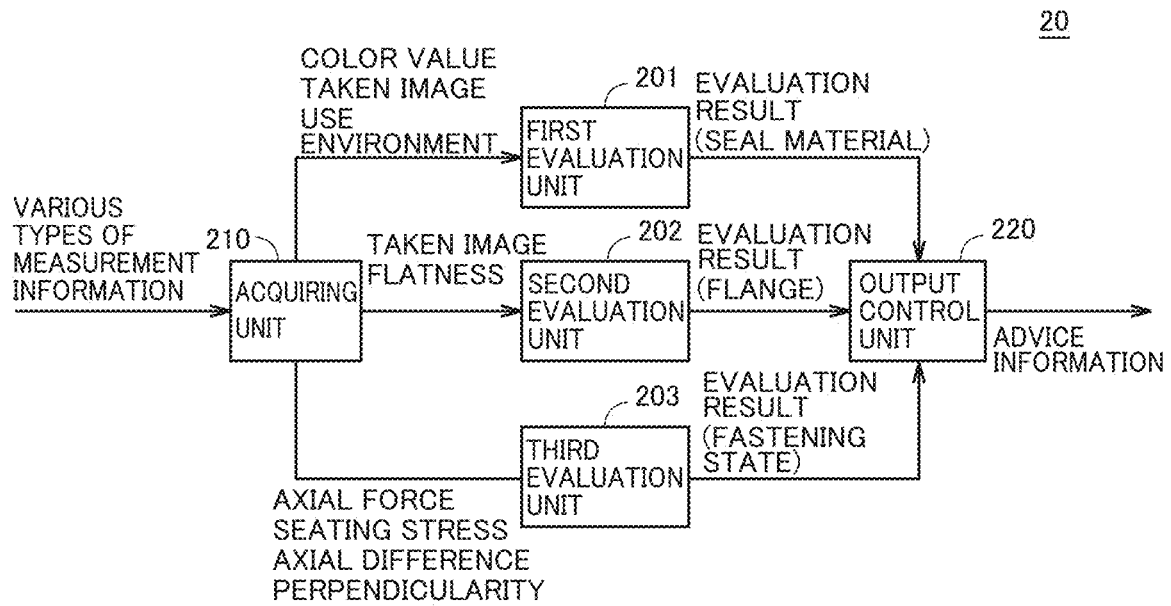 20
COLOR VALUE
TAKEN IMAGE
USE
ENVIRONMENT
201
FIRST
EVALUATION
UNIT
EVALUATION
RESULT
(SEAL MATERIAL)
VARIOUS
TYPES OF
MEASUREMENT
INFORMATION
210
ACQUIRING
UNIT
TAKEN IMAGE
FLATNESS
202
SECOND
EVALUATION
UNIT
EVALUATION
RESULT
(FLANGE)
220
OUTPUT
CONTROL
UNIT
ADVICE
INFORMATION
203
THIRD
EVALUATION
UNIT
EVALUATION
RESULT
(FASTENING
STATE)
AXIAL FORCE
SEATING STRESS
AXIAL DIFFERENCE
PERPENDICULARITY